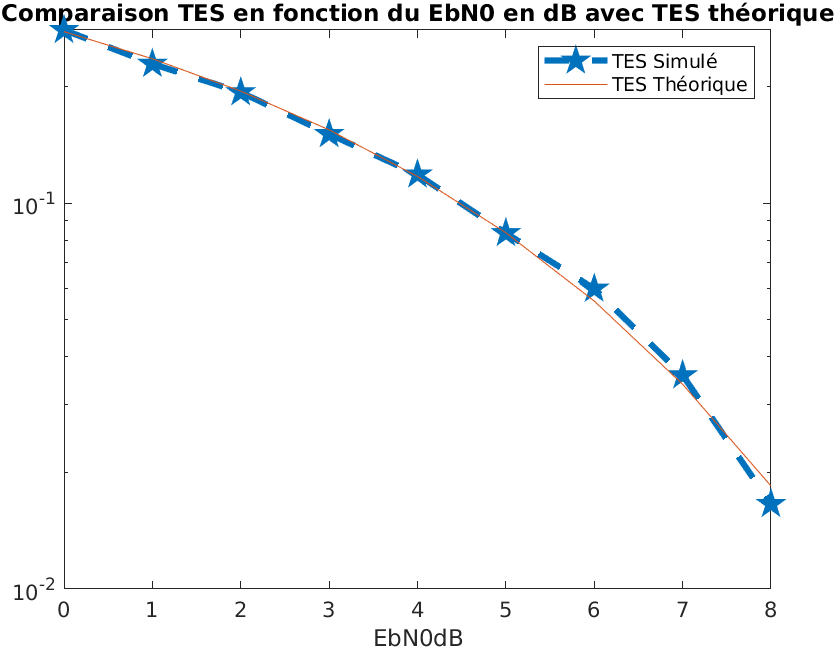 Comparaison TES en fonction du EbN0 en dB avec TES théorique
TES Simulé
TES Théorique
10-1
10-2
0 1 2 3 4 5 6 7 8
EbN0dB